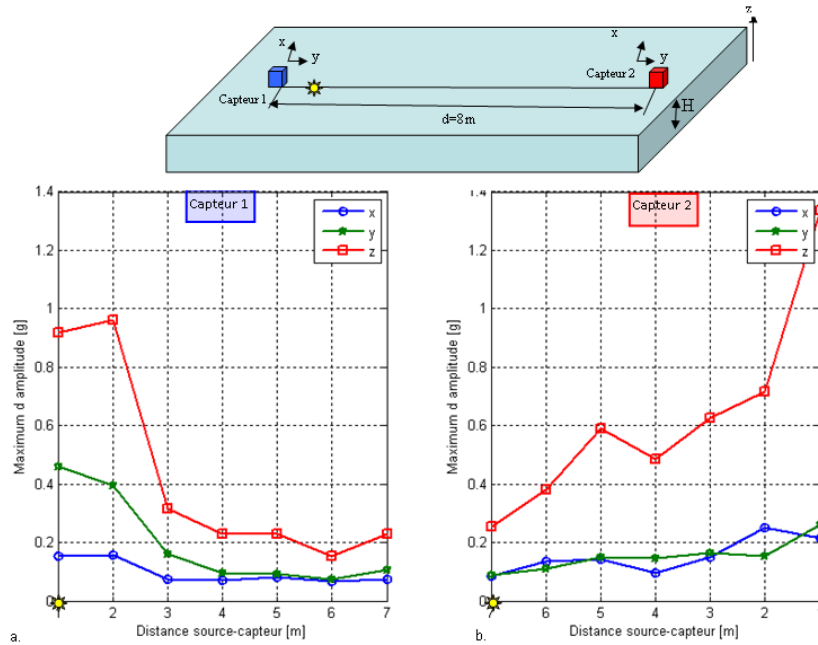 z
x
y
x
y
Capteur 1
Capteur 2
d=8m
H
Capteur 1
x
y
z
1.4
1.2
1
0.8
0.6
0.4
0.2
0
Maximum d amplitude [g]
1 2 3 4 5 6 7
Distance source-capteur [m]
a.
Capteur 2
x
y
z
1.4
1.2
1
0.8
0.6
0.4
0.2
0
Maximum d amplitude [g]
7 6 5 4 3 2 1
Distance source-capteur [m]
b.